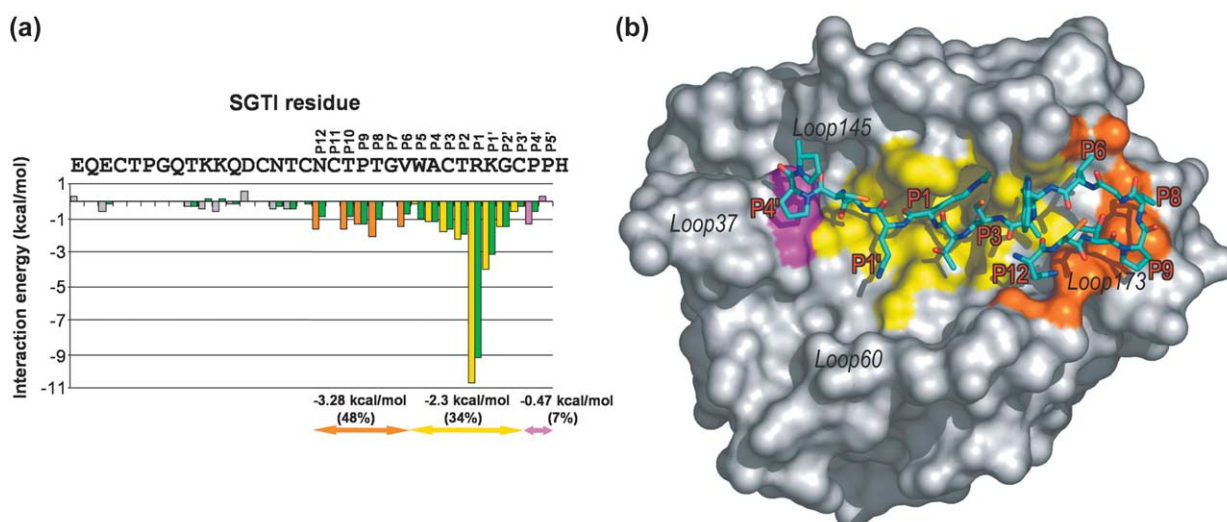 (a)
SGTI residue
P12 P11 P10 P9 P8 P7 P6 P5 P4 P3 P2 P1 P1' P2' P3' P4' P5'
EQECTPGQTKKQDCNTCNCTPTGVWACTRKGCPPH
Interaction energy (kcal/mol)
1
-1
-3
-5
-7
-9
-11
-3.28 kcal/mol
(48%)
-2.3 kcal/mol
(34%)
-0.47 kcal/mol
(7%)
(b)
Loop145
P6
P4'
P1
P8
Loop37
P3
P1'
P12
Loop173
P9
Loop60